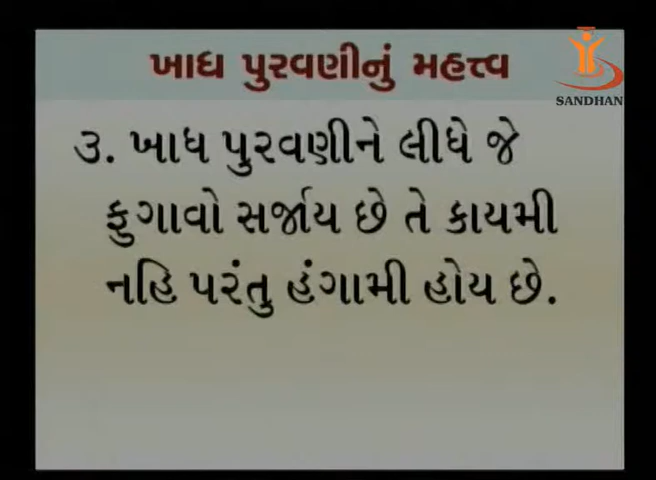 ખાધ પુરવણીનું મહત્ત્વ
SANDHAN
૩. ખાધ પુરવણીને લીધે જે
ફુગાવો સર્જાય છે તે કાયમી
નહિ પરંતુ હંગામી હોય છે.